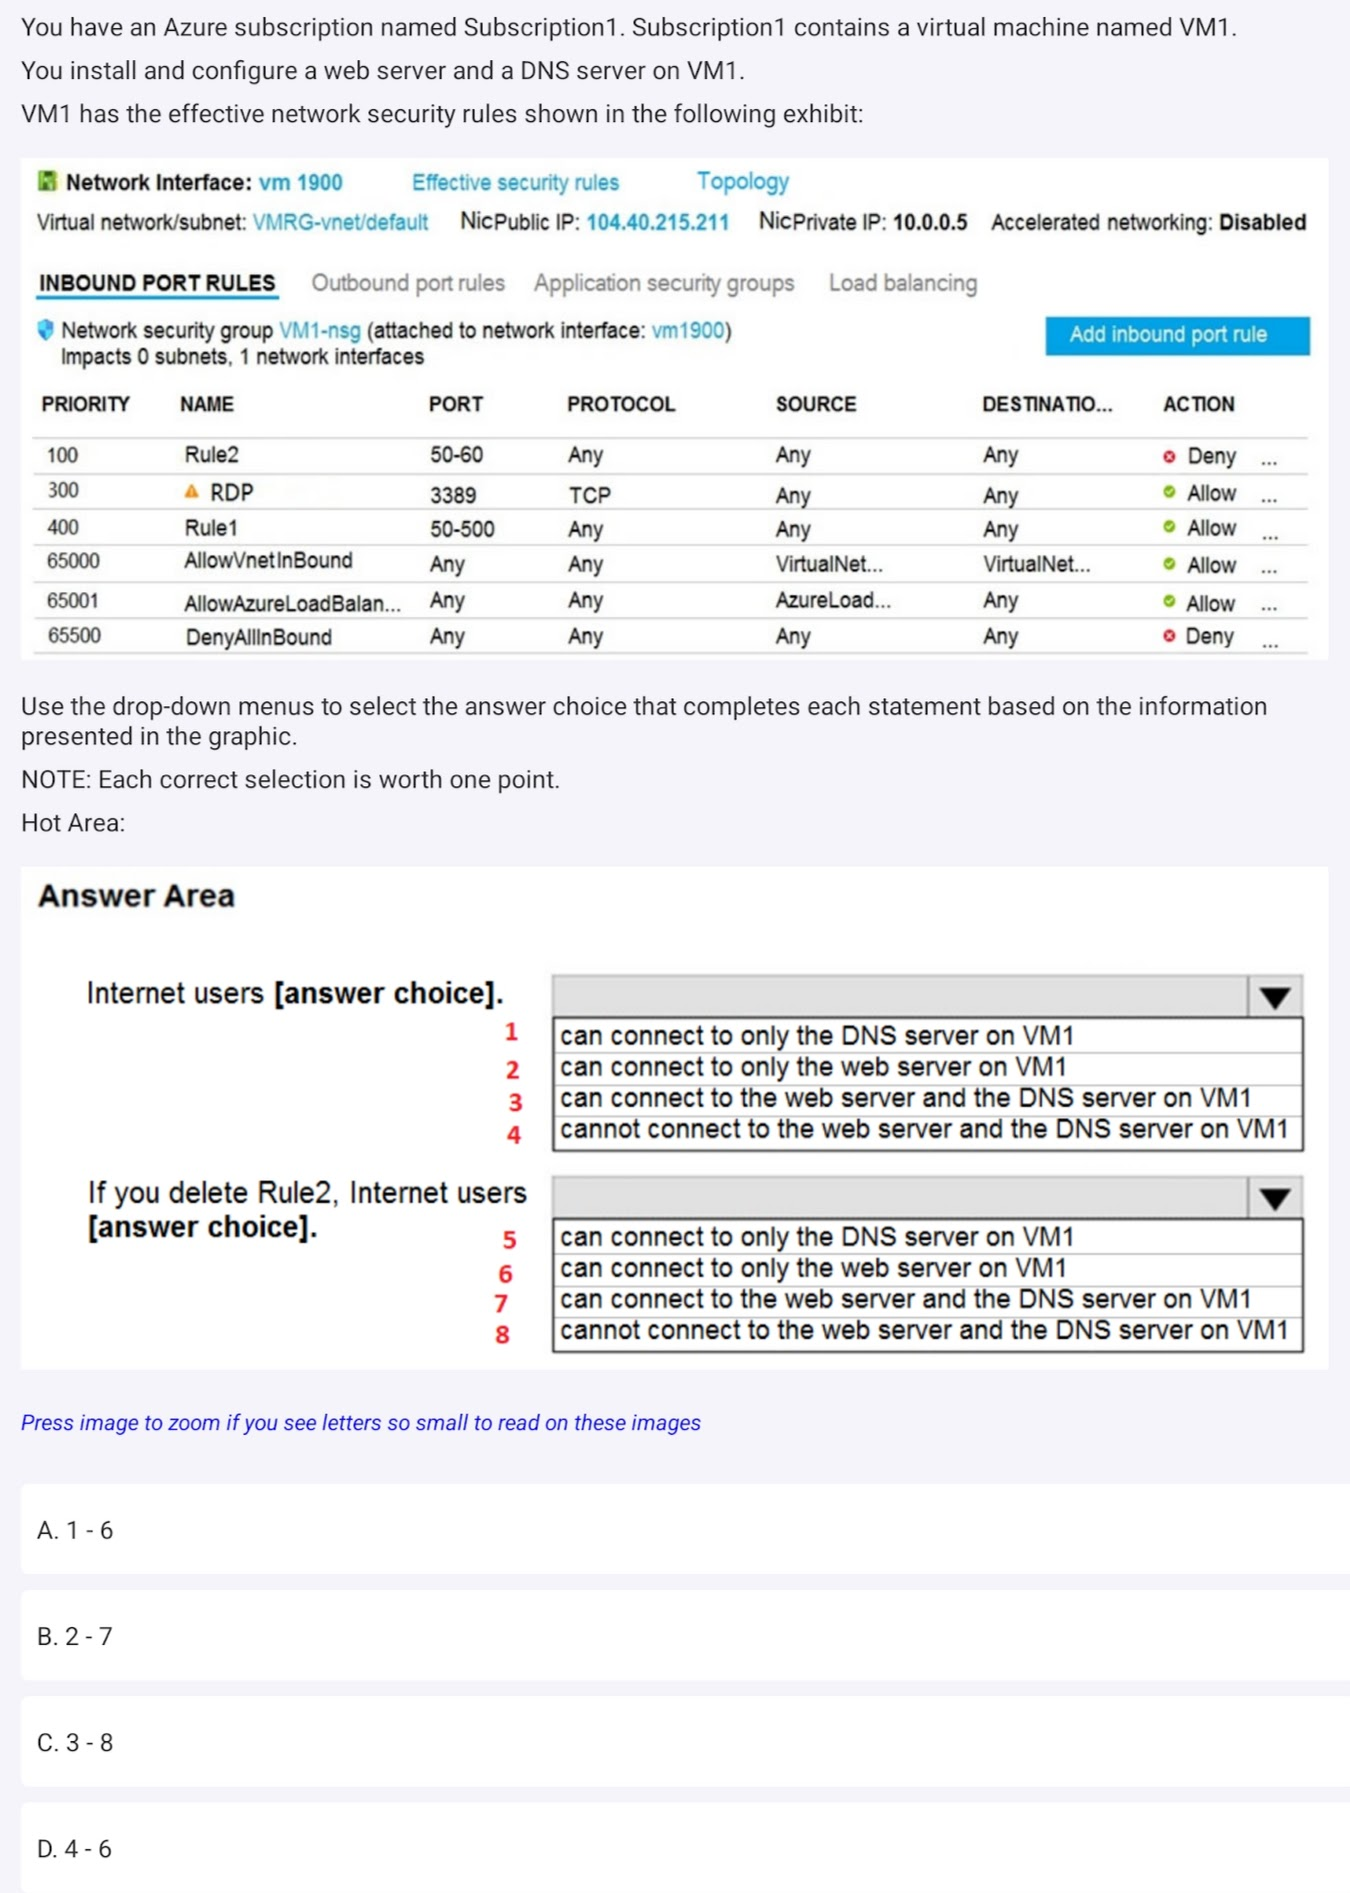 You have an Azure subscription named Subscription1. Subscription1 contains a virtual machine named VM1.
You install and configure a web server and a DNS server on VM1.
VM1 has the effective network security rules shown in the following exhibit:
Network Interface: vm 1900 Effective security rules Topology
Virtual network/subnet: VMRG-vnet/default NicPublic IP: 104.40.215.211 NicPrivate IP: 10.0.0.5 Accelerated networking: Disabled
INBOUND PORT RULES Outbound port rules Application security groups Load balancing
Network security group VM1-nsg (attached to network interface: vm1900)
Impacts 0 subnets, 1 network interfaces
Add inbound port rule
PRIORITY NAME PORT PROTOCOL SOURCE DESTINATIO... ACTION
100 Rule2 50-60 Any Any Any Deny ...
300 RDP 3389 TCP Any Any Allow ...
400 Rule1 50-500 Any Any Any Allow ...
65000 AllowVnetInBound Any Any VirtualNet... VirtualNet... Allow ...
65001 AllowAzureLoadBalan... Any Any AzureLoad... Any Allow ...
65500 DenyAllInBound Any Any Any Any Deny ...
Use the drop-down menus to select the answer choice that completes each statement based on the information
presented in the graphic.
NOTE: Each correct selection is worth one point.
Hot Area:
Answer Area
Internet users [answer choice].
1 can connect to only the DNS server on VM1
2 can connect to only the web server on VM1
3 can connect to the web server and the DNS server on VM1
4 cannot connect to the web server and the DNS server on VM1
If you delete Rule2, Internet users
[answer choice].
5 can connect to only the DNS server on VM1
6 can connect to only the web server on VM1
7 can connect to the web server and the DNS server on VM1
8 cannot connect to the web server and the DNS server on VM1
Press image to zoom if you see letters so small to read on these images
A. 1 - 6
B. 2 - 7
C. 3 - 8
D. 4 - 6